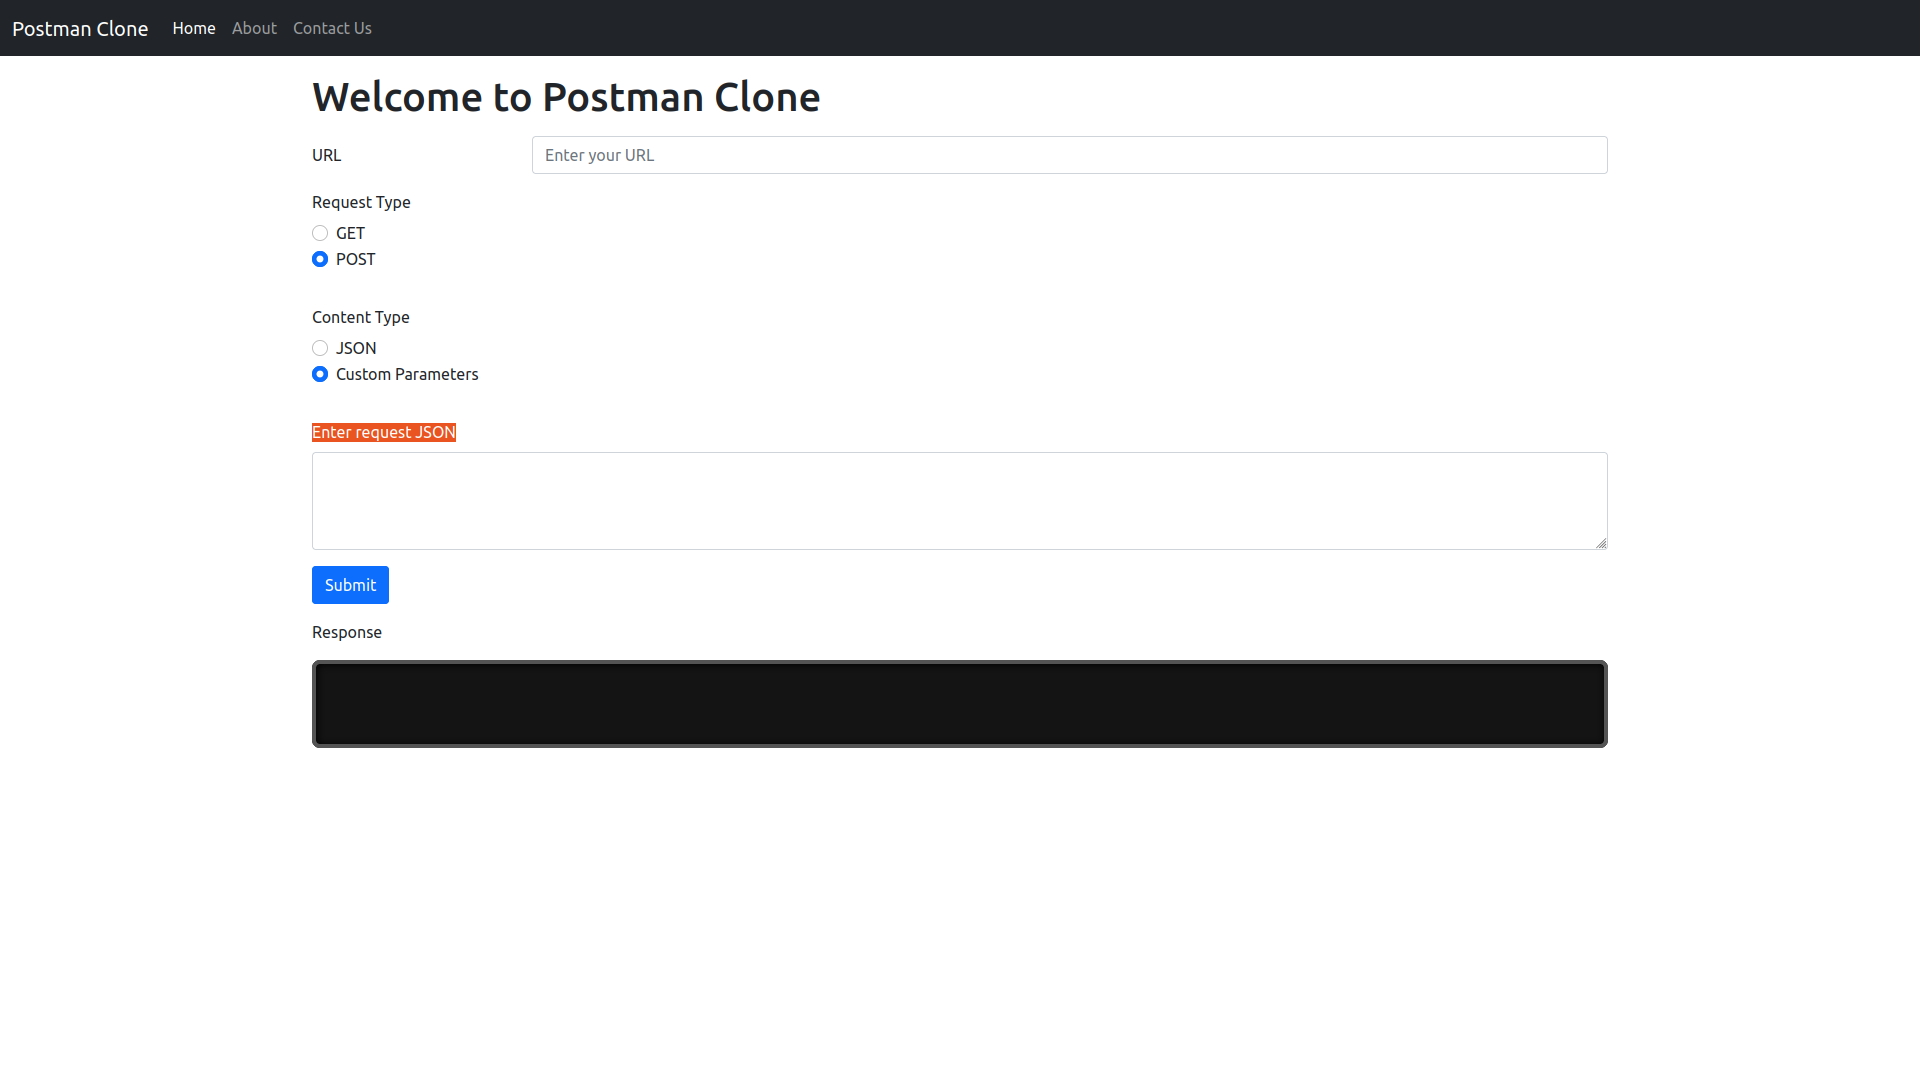 Postman Clone Home About Contact Us
Welcome to Postman Clone
URL Enter your URL
Request Type
GET
POST
Content Type
JSON
Custom Parameters
Enter request JSON
Submit
Response